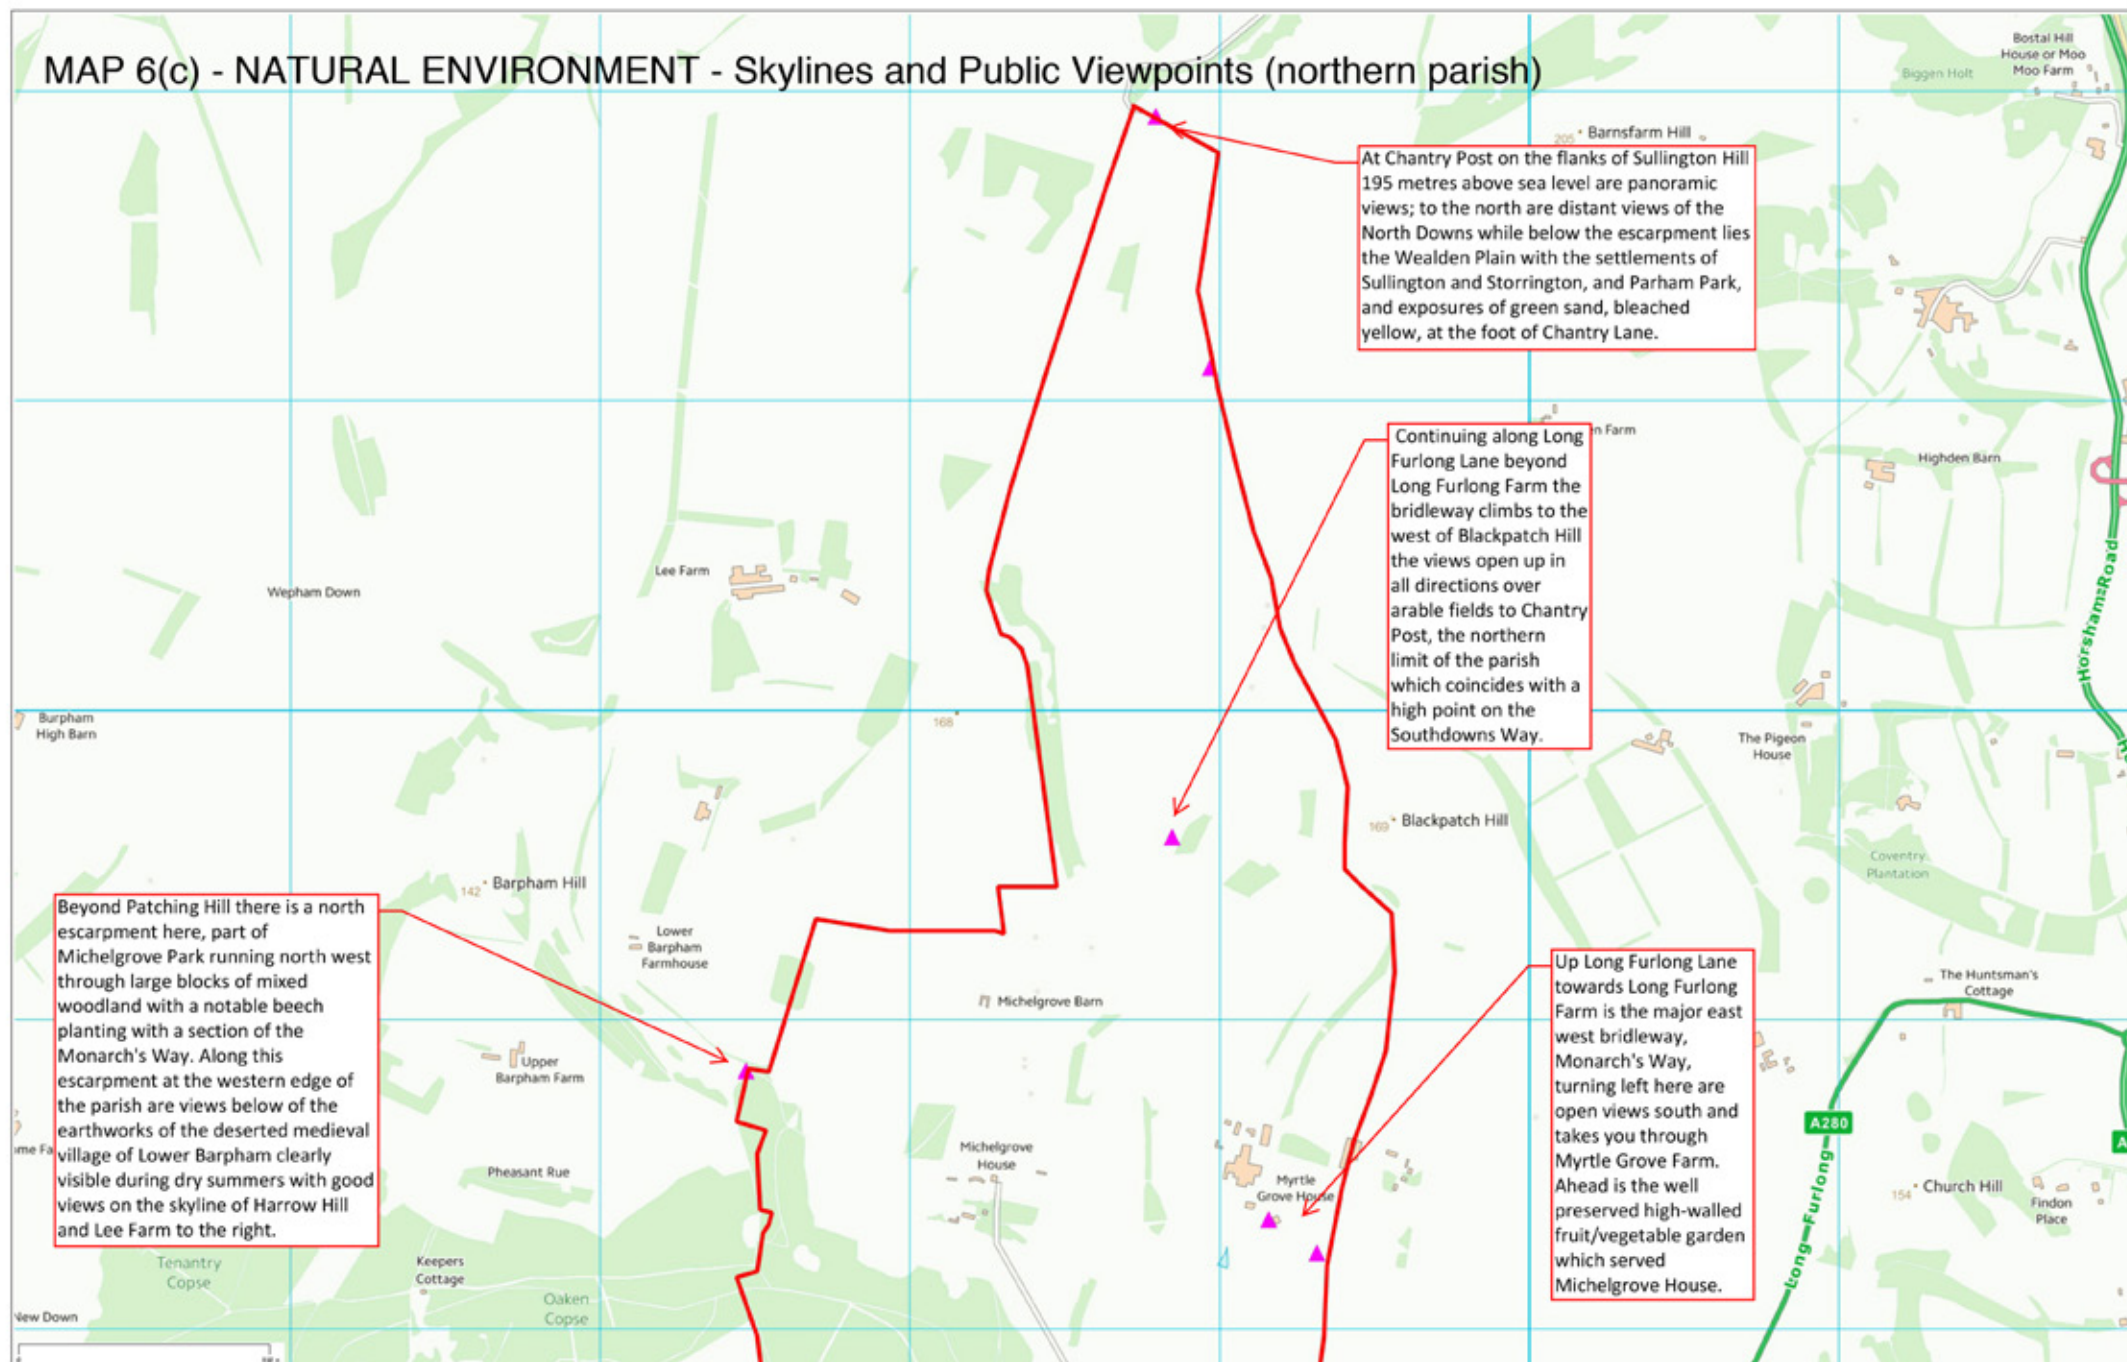 MAP 6(c) - NATURAL ENVIRONMENT - Skylines and Public Viewpoints (northern parish)
Bostal Hill
House or Moo
Moo Farm
Biggen Holt
205
Barnsfarm Hill
At Chantry Post on the flanks of Sullington Hill
195 metres above sea level are panoramic
views; to the north are distant views of the
North Downs while below the escarpment lies
the Wealden Plain with the settlements of
Sullington and Storrington, and Parham Park,
and exposures of green sand, bleached
yellow, at the foot of Chantry Lane.
Continuing along Long
Furlong Lane beyond
Long Furlong Farm the
bridleway climbs to the
west of Blackpatch Hill
the views open up in
all directions over
arable fields to Chantry
Post, the northern
limit of the parish
which coincides with a
high point on the
Southdowns Way.
n Farm
Highden Barn
Horsham Road
Lee Farm
Wepham Down
Burpham
High Barn
168
The Pigeon
House
169
Blackpatch Hill
Coventry
Plantation
142
Barpham Hill
Beyond Patching Hill there is a north
escarpment here, part of
Michelgrove Park running north west
through large blocks of mixed
woodland with a notable beech
planting with a section of the
Monarch's Way. Along this
escarpment at the western edge of
the parish are views below of the
earthworks of the deserted medieval
village of Lower Barpham clearly
visible during dry summers with good
views on the skyline of Harrow Hill
and Lee Farm to the right.
Lower
Barpham
Farmhouse
Michelgrove Barn
Up Long Furlong Lane
towards Long Furlong
Farm is the major east
west bridleway,
Monarch's Way,
turning left here are
open views south and
takes you through
Myrtle Grove Farm.
Ahead is the well
preserved high-walled
fruit/vegetable garden
which served
Michelgrove House.
The Huntsman's
Cottage
Upper
Barpham Farm
A280
Long Furlong
me Fa
Pheasant Rue
Michelgrove
House
Myrtle
Grove House
154
Church Hill
Findon
Place
Tenantry
Copse
Keepers
Cottage
Oaken
Copse
New Down